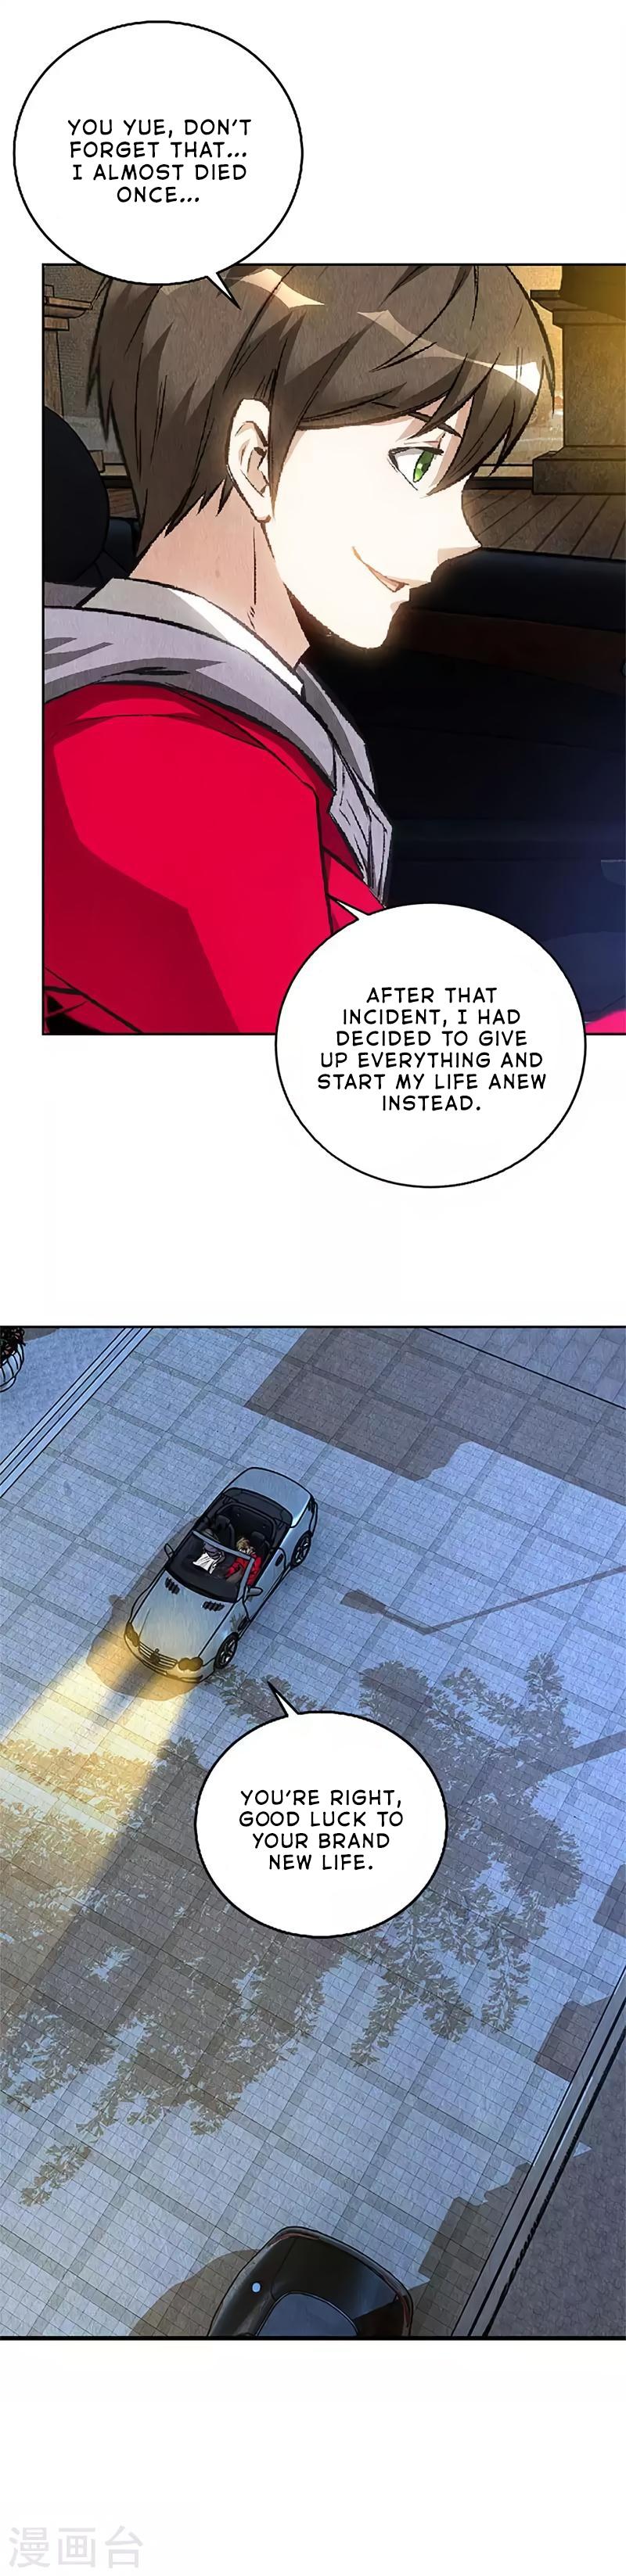 YOU YUE, DON'T
FORGET THAT...
I ALMOST DIED
ONCE...
AFTER THAT
INCIDENT, I HAD
DECIDED TO GIVE
UP EVERYTHING AND
START MY LIFE ANEW
INSTEAD.
YOU'RE RIGHT,
GOOD LUCK TO
YOUR BRAND
NEW LIFE.
漫画台